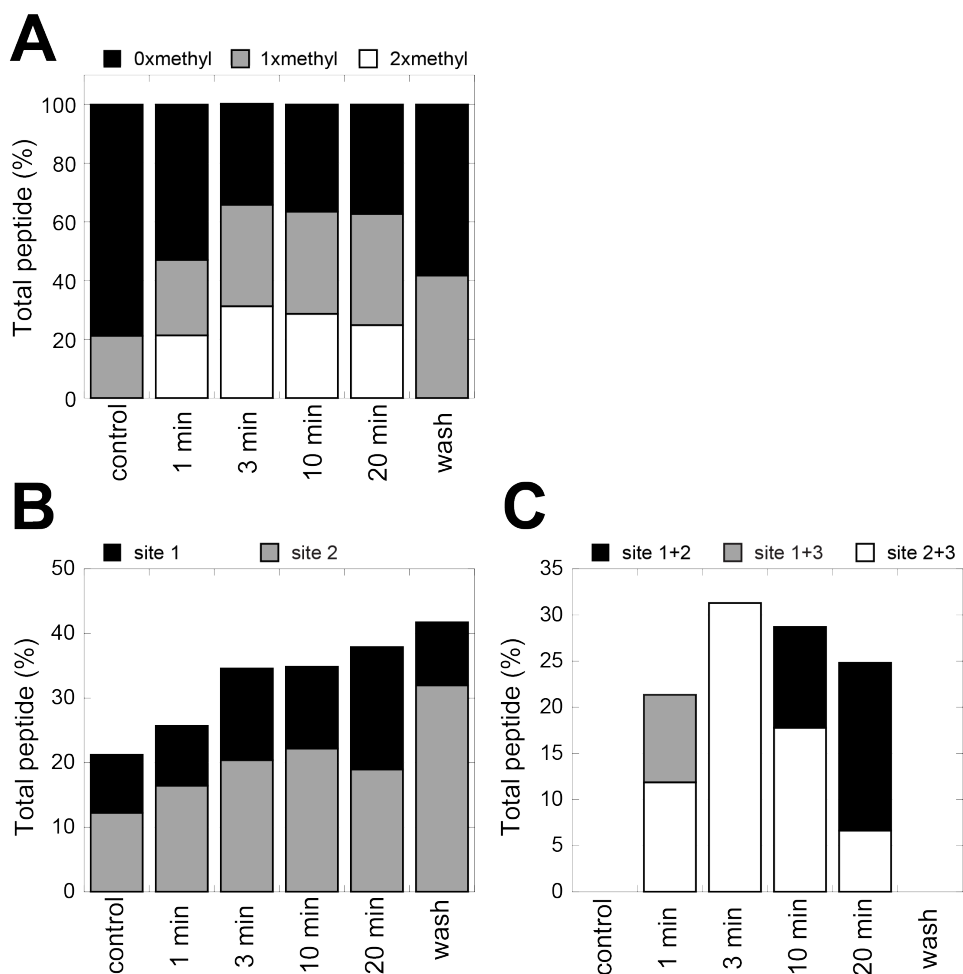 A
0xmethyl 1xmethyl 2xmethyl
Total peptide (%)
100
80
60
40
20
0
control 1 min 3 min 10 min 20 min wash
B
site 1 site 2
Total peptide (%)
50
40
30
20
10
0
control 1 min 3 min 10 min 20 min wash
C
site 1+2 site 1+3 site 2+3
Total peptide (%)
35
30
25
20
15
10
5
0
control 1 min 3 min 10 min 20 min wash